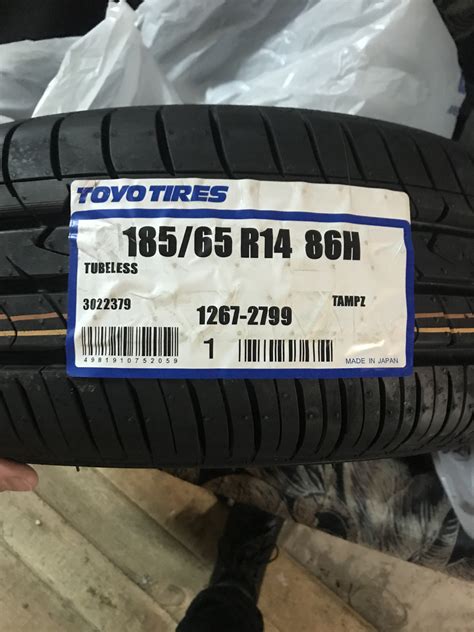 TOYO TIRES
185/65 R14 86H
TUBELESS
3022379
1267-2799
TAMPZ
4981910752059
1
MADE IN JAPAN